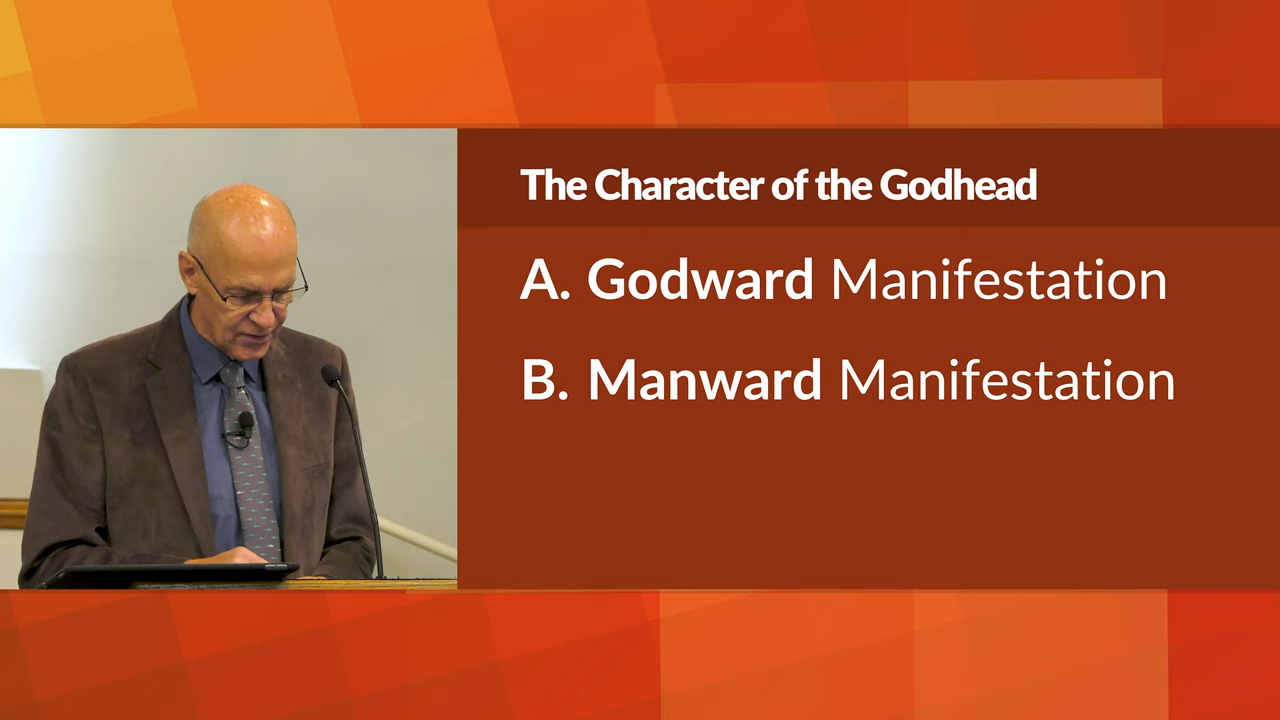 The Character of the Godhead
A. Godward Manifestation
B. Manward Manifestation